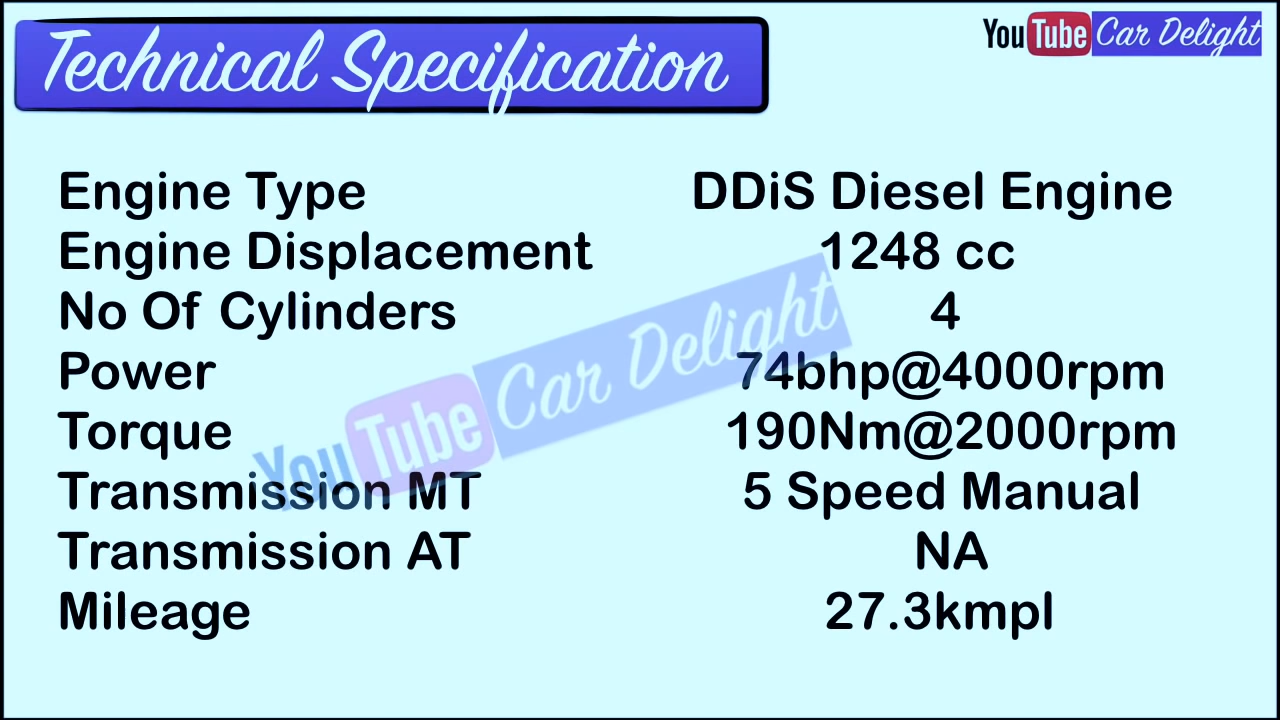 Technical Specification
YouTube Car Delight
Engine Type DDiS Diesel Engine
Engine Displacement 1248 cc
No Of Cylinders 4
Power 74bhp@4000rpm
Torque 190Nm@2000rpm
Transmission MT 5 Speed Manual
Transmission AT NA
Mileage 27.3kmpl
YouTube Car Delight